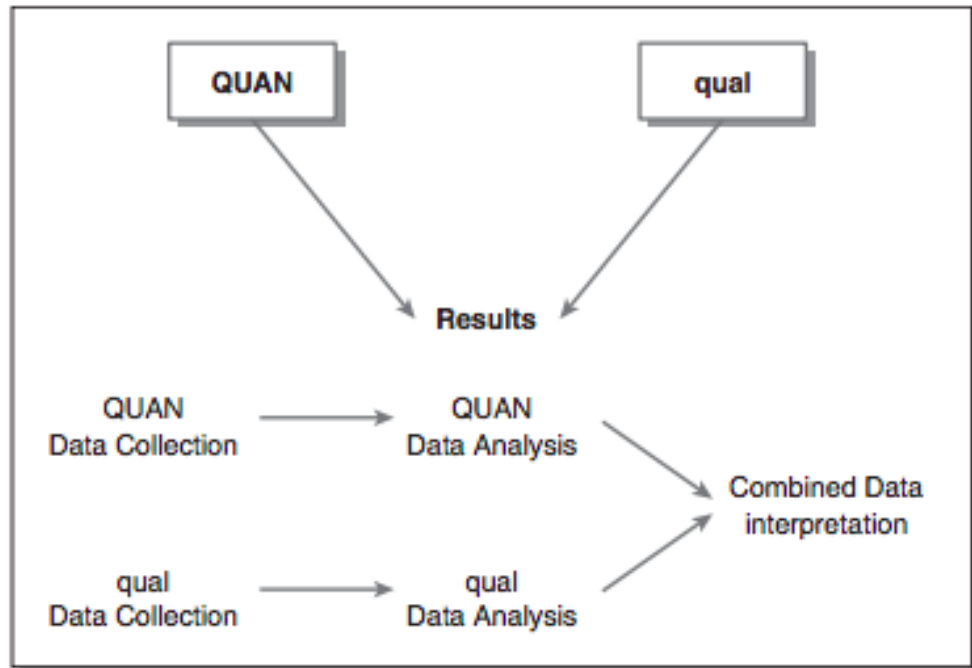 QUAN
qual
Results
QUAN
Data Collection
QUAN
Data Analysis
Combined Data
interpretation
qual
Data Collection
qual
Data Analysis